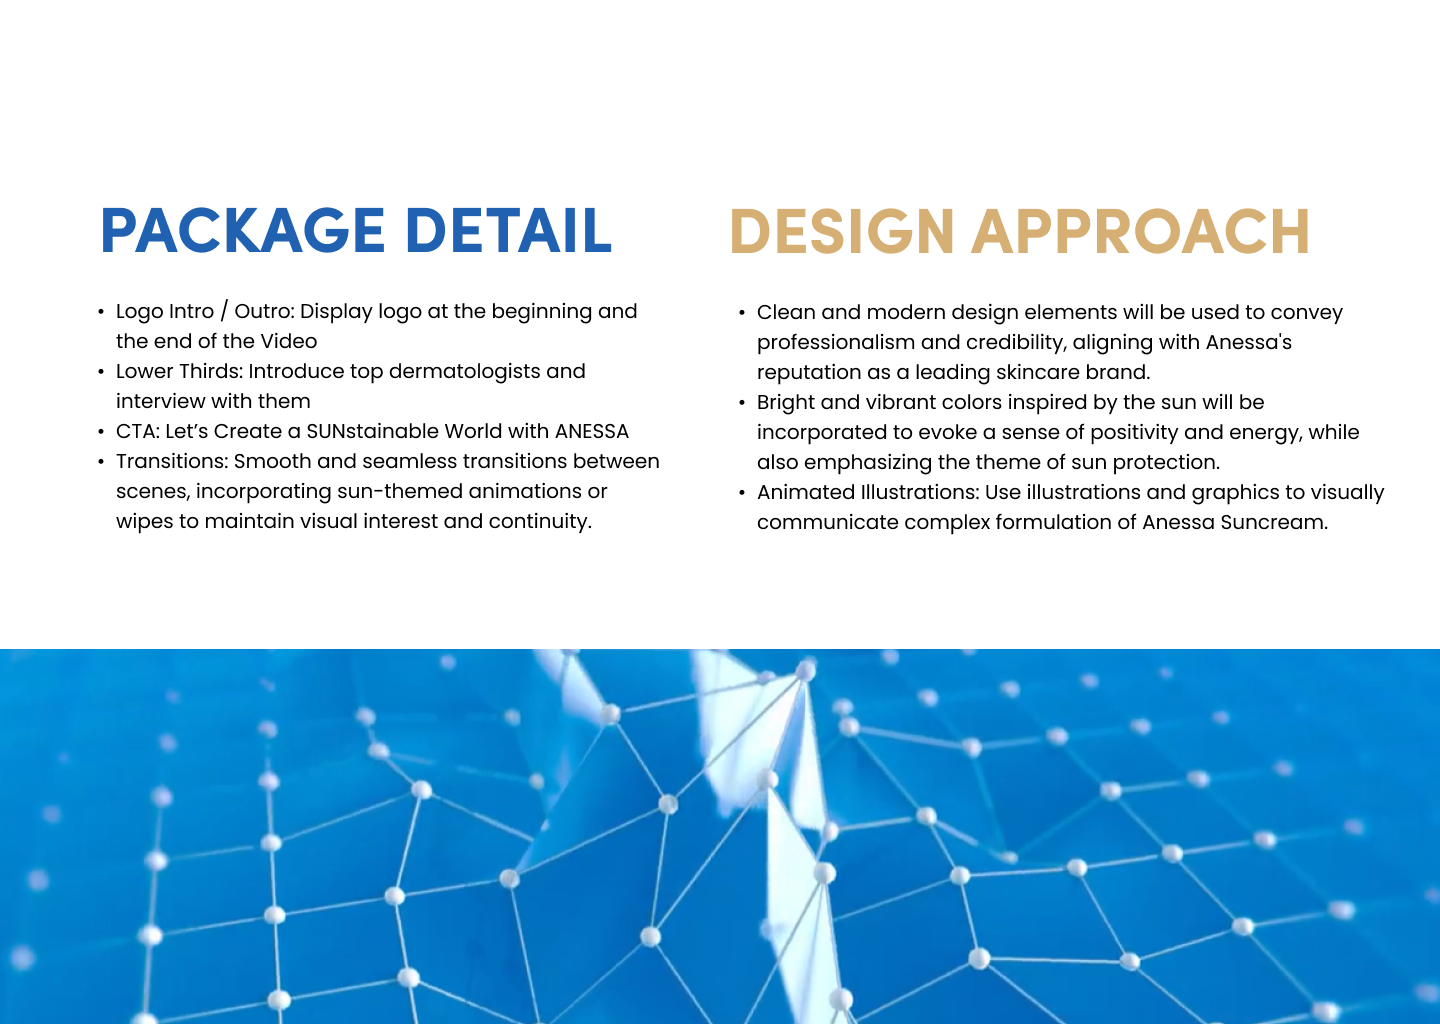 PACKAGE DETAIL
• Logo Intro / Outro: Display logo at the beginning and
the end of the Video
• Lower Thirds: Introduce top dermatologists and
interview with them
• CTA: Let’s Create a SUNstainable World with ANESSA
• Transitions: Smooth and seamless transitions between
scenes, incorporating sun-themed animations or
wipes to maintain visual interest and continuity.
DESIGN APPROACH
• Clean and modern design elements will be used to convey
professionalism and credibility, aligning with Anessa's
reputation as a leading skincare brand.
• Bright and vibrant colors inspired by the sun will be
incorporated to evoke a sense of positivity and energy, while
also emphasizing the theme of sun protection.
• Animated Illustrations: Use illustrations and graphics to visually
communicate complex formulation of Anessa Suncream.